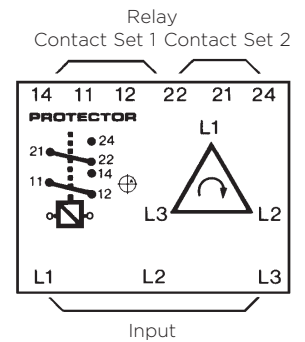 Relay
Contact Set 1 Contact Set 2
14 11 12 22 21 24
PROTECTOR
L1
24
21
22
14
11
12
L3 L2
L1 L2 L3
Input